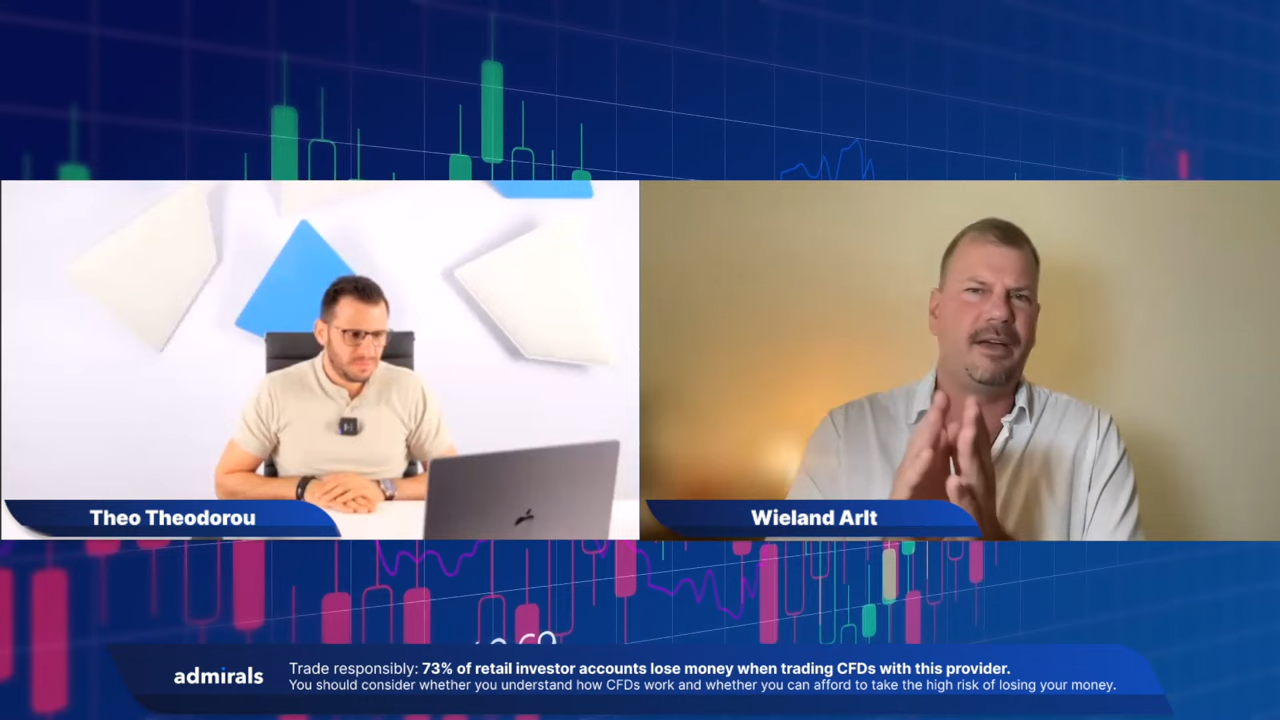 Theo Theodorou
Wieland Arlt
admirals
Trade responsibly: 73% of retail investor accounts lose money when trading CFDs with this provider.
You should consider whether you understand how CFDs work and whether you can afford to take the high risk of losing your money.